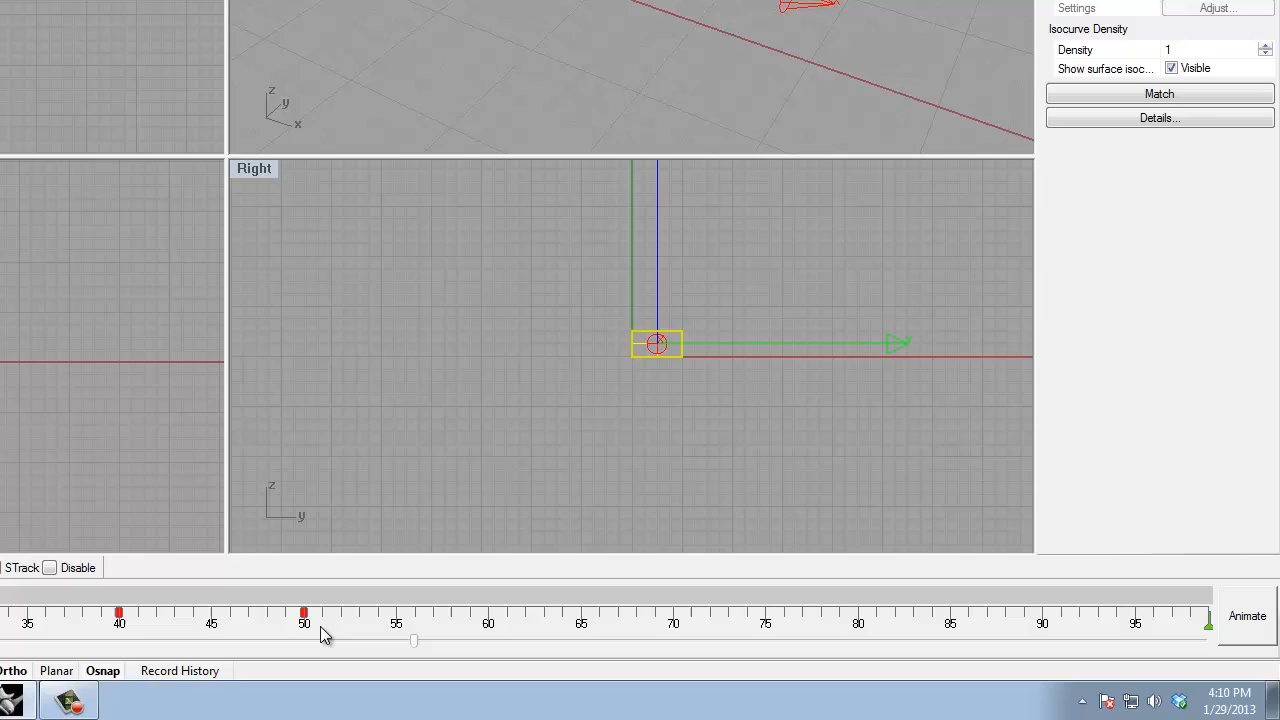 Settings Adjust...
Isocurve Density
Density 1
Show surface isoc... Visible
Match
Details...
z
y
x
Right
z
y
STrack Disable
35 40 45 50 55 60 65 70 75 80 85 90 95
Animate
Ortho Planar Osnap Record History
4:10 PM
1/29/2013